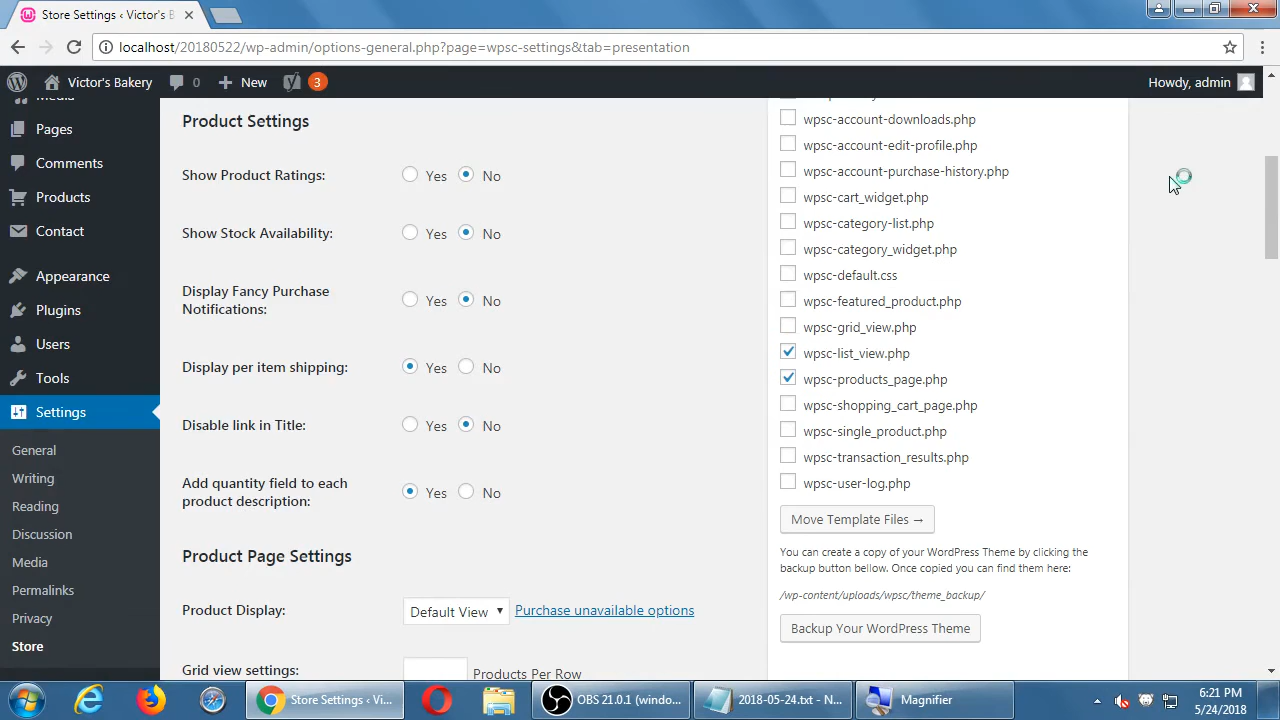 Store Settings ‹ Victor's B
localhost/20180522/wp-admin/options-general.php?page=wpsc-settings&tab=presentation
Victor's Bakery
0
New
3
Howdy, admin
Media
Pages
Comments
Products
Contact
Appearance
Plugins
Users
Tools
Settings
General
Writing
Reading
Discussion
Media
Permalinks
Privacy
Store
Product Settings
Show Product Ratings:
Yes
No
Show Stock Availability:
Yes
No
Display Fancy Purchase
Notifications:
Yes
No
Display per item shipping:
Yes
No
Disable link in Title:
Yes
No
Add quantity field to each
product description:
Yes
No
Product Page Settings
Product Display:
Default View
Purchase unavailable options
Grid view settings:
Products Per Row
wpsc-account-downloads.php
wpsc-account-edit-profile.php
wpsc-account-purchase-history.php
wpsc-cart_widget.php
wpsc-category-list.php
wpsc-category_widget.php
wpsc-default.css
wpsc-featured_product.php
wpsc-grid_view.php
wpsc-list_view.php
wpsc-products_page.php
wpsc-shopping_cart_page.php
wpsc-single_product.php
wpsc-transaction_results.php
wpsc-user-log.php
Move Template Files →
You can create a copy of your WordPress Theme by clicking the
backup button bellow. Once copied you can find them here:
/wp-content/uploads/wpsc/theme_backup/
Backup Your WordPress Theme
Store Settings ‹ Vi...
OBS 21.0.1 (windo...
2018-05-24.txt - N...
Magnifier
6:21 PM
5/24/2018